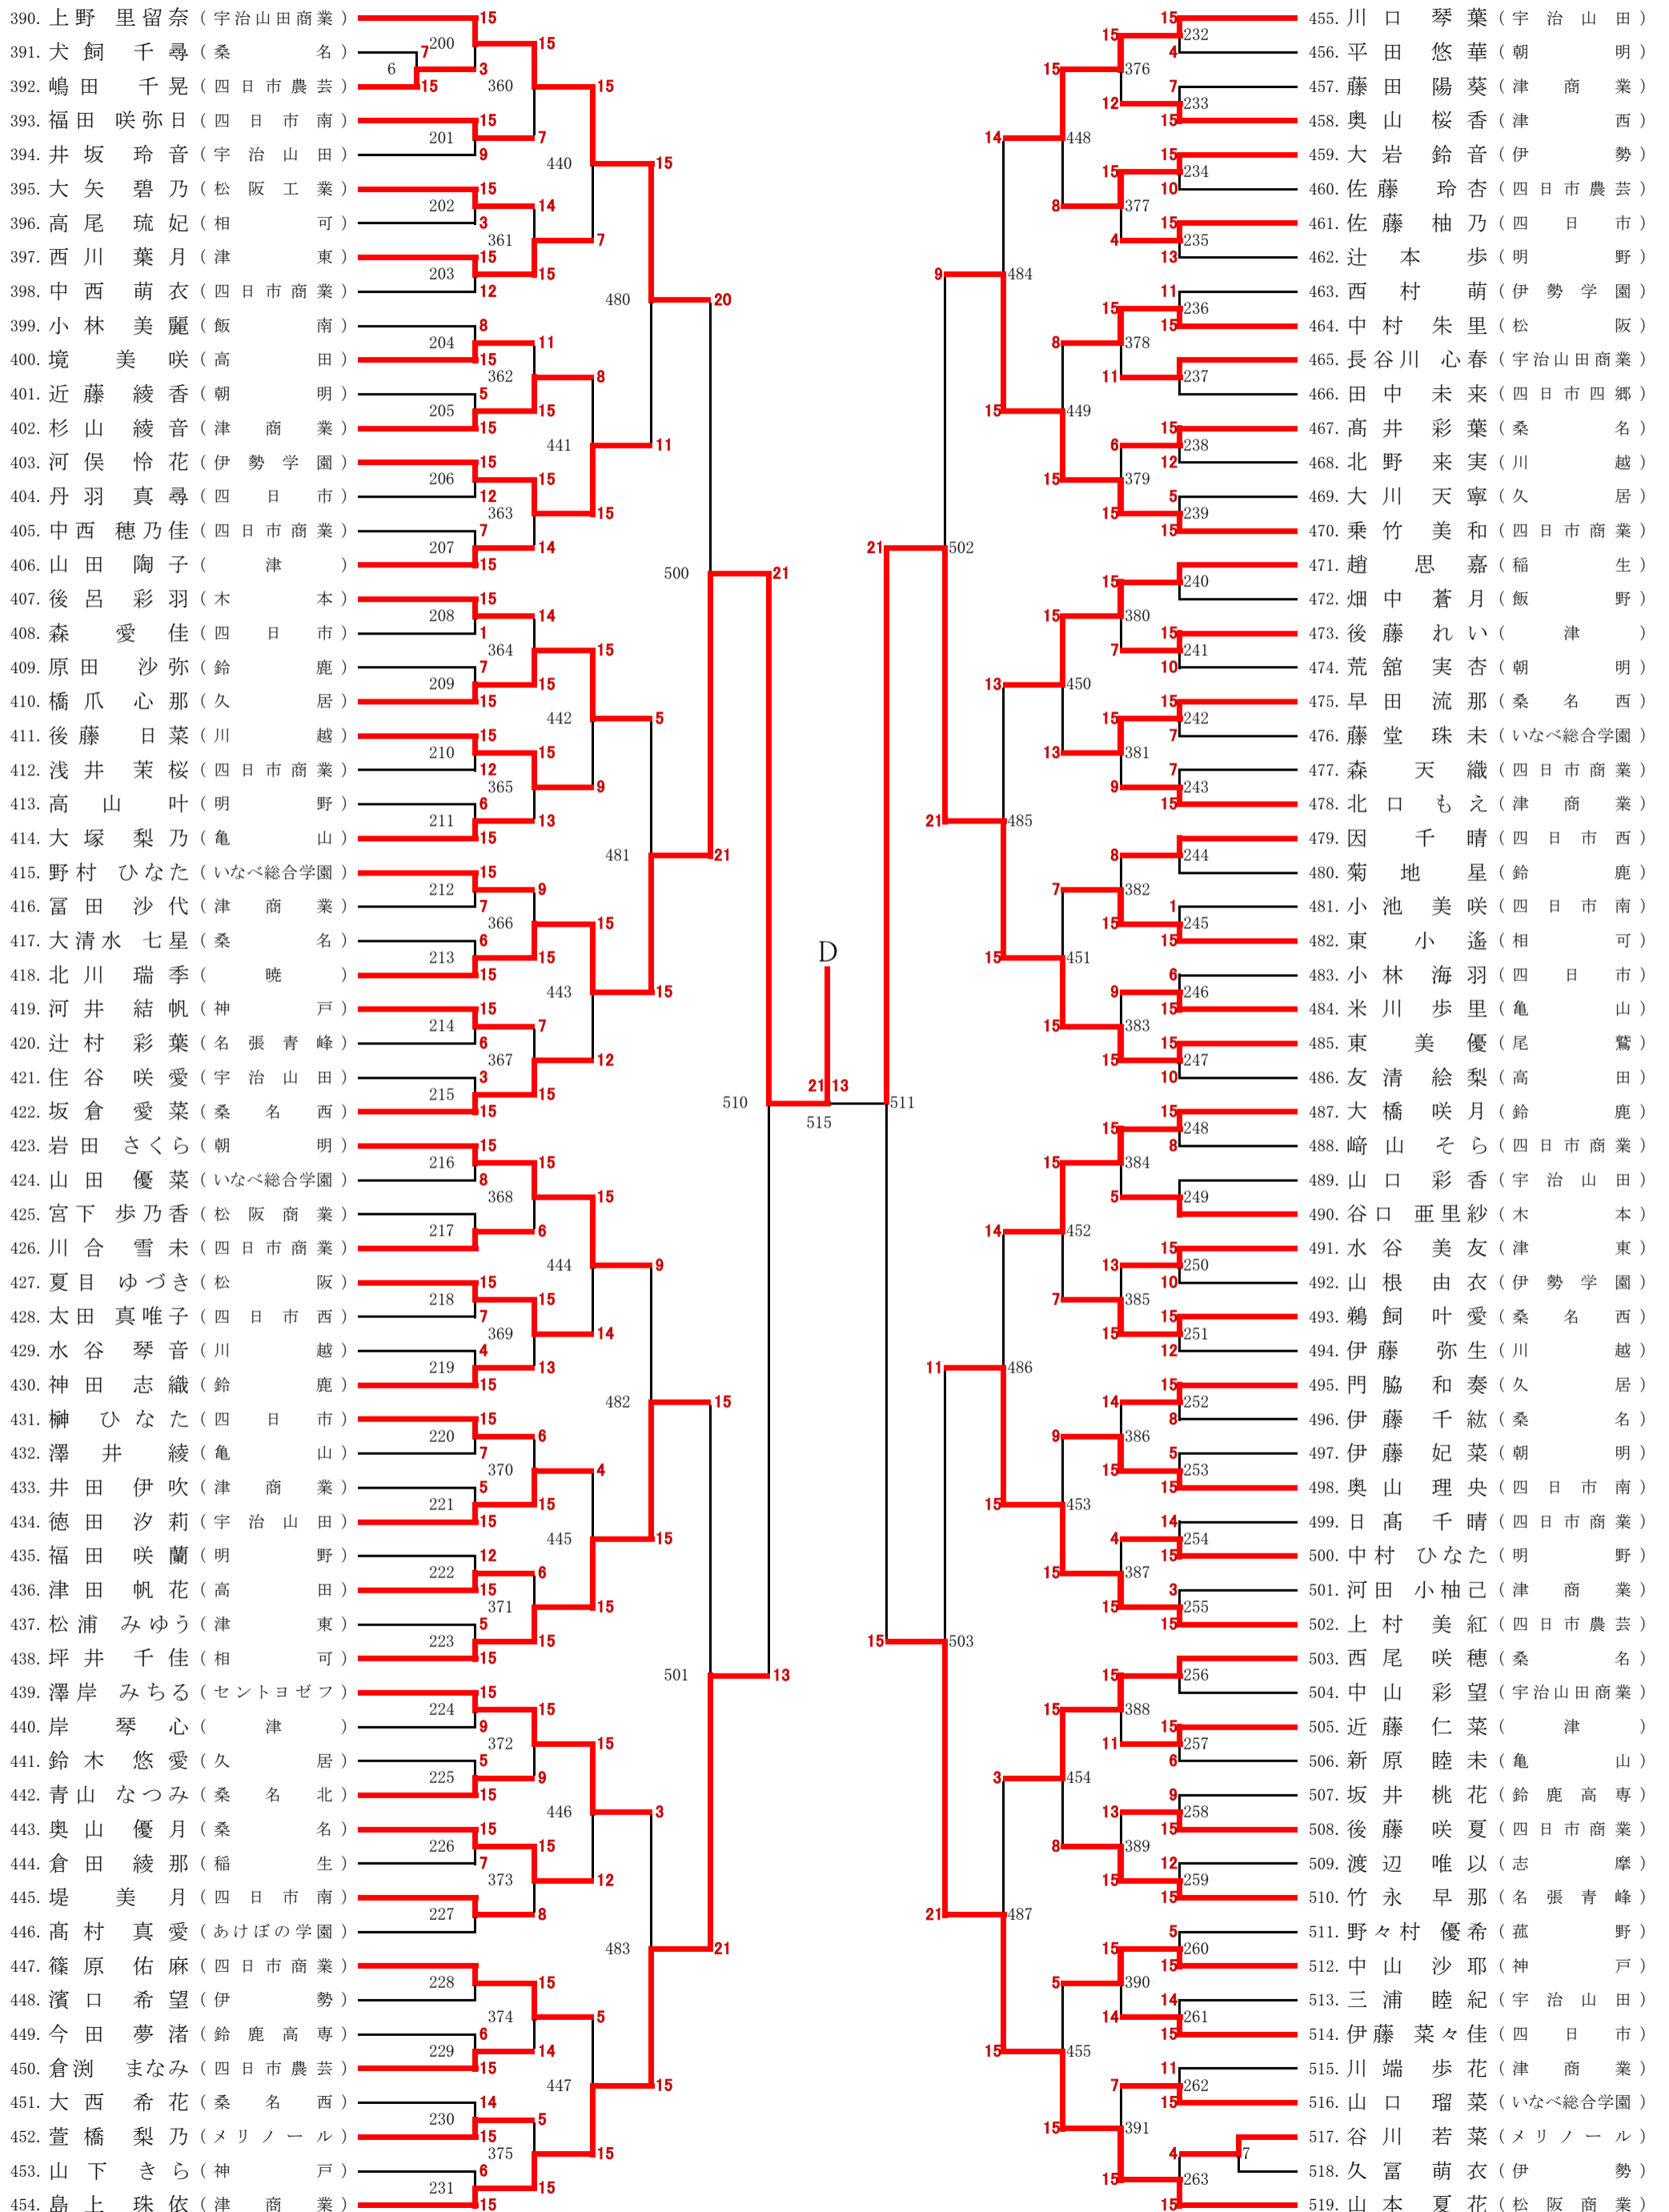 390. 上野 里留奈 (宇治山田商業)
391. 犬飼 千尋 (桑名)
392. 嶋田 千晃 (四日市農芸)
393. 福田 咲弥日 (四日市南)
394. 井坂 玲音 (宇治山田)
395. 大矢 碧乃 (松阪工業)
396. 高尾 琉妃 (相可)
397. 西川 葉月 (津東)
398. 中西 萌衣 (四日市商業)
399. 小林 美麗 (飯南)
400. 境 美咲 (高田)
401. 近藤 綾香 (朝明)
402. 杉山 綾音 (津商業)
403. 河俣 怜花 (伊勢学園)
404. 丹羽 真尋 (四日市)
405. 中西 穂乃佳 (四日市商業)
406. 山田 陶子 (津)
407. 後呂 彩羽 (木本)
408. 森 愛佳 (四日市)
409. 原田 沙弥 (鈴鹿)
410. 橋爪 心那 (久居)
411. 後藤 日菜 (川越)
412. 浅井 茉桜 (四日市商業)
413. 高山 叶 (明野)
414. 大塚 梨乃 (亀山)
415. 野村 ひなた (いなべ総合学園)
416. 冨田 沙代 (津商業)
417. 大清水 七星 (桑名)
418. 北川 瑞季 (暁)
419. 河井 結帆 (神戸)
420. 辻村 彩葉 (名張青峰)
421. 住谷 咲愛 (宇治山田)
422. 坂倉 愛菜 (桑名西)
423. 岩田 さくら (朝明)
424. 山田 優菜 (いなべ総合学園)
425. 宮下 歩乃香 (松阪商業)
426. 川合 雪未 (四日市商業)
427. 夏目 ゆづき (松阪)
428. 太田 真唯子 (四日市西)
429. 水谷 琴音 (川越)
430. 神田 志織 (鈴鹿)
431. 榊 ひなた (四日市)
432. 澤井 綾 (亀山)
433. 井田 伊吹 (津商業)
434. 徳田 汐莉 (宇治山田)
435. 福田 咲蘭 (明野)
436. 津田 帆花 (高田)
437. 松浦 みゆう (津東)
438. 坪井 千佳 (相可)
439. 澤岸 みちる (セントヨゼフ)
440. 岸 琴心 (津)
441. 鈴木 悠愛 (久居)
442. 青山 なつみ (桑名北)
443. 奥山 優月 (桑名)
444. 倉田 綾那 (稲生)
445. 堤 美月 (四日市南)
446. 髙村 真愛 (あけぼの学園)
447. 篠原 佑麻 (四日市商業)
448. 濱口 希望 (伊勢)
449. 今田 夢渚 (鈴鹿高専)
450. 倉渕 まなみ (四日市農芸)
451. 大西 希花 (桑名西)
452. 萱橋 梨乃 (メリノール)
453. 山下 きら (神戸)
454. 島上 珠依 (津商業)
D
21 13
515
455. 川口 琴葉 (宇治山田)
456. 平田 悠華 (朝明)
457. 藤田 陽葵 (津商業)
458. 奥山 桜香 (津西)
459. 大岩 鈴音 (伊勢)
460. 佐藤 玲杏 (四日市農芸)
461. 佐藤 柚乃 (四日市)
462. 辻本 歩 (明野)
463. 西村 萌 (伊勢学園)
464. 中村 朱里 (松阪)
465. 長谷川 心春 (宇治山田商業)
466. 田中 未来 (四日市四郷)
467. 髙井 彩葉 (桑名)
468. 北野 来実 (川越)
469. 大川 天寧 (久居)
470. 乗竹 美和 (四日市商業)
471. 趙 思嘉 (稲生)
472. 畑中 蒼月 (飯野)
473. 後藤 れい (津)
474. 荒舘 実杏 (朝明)
475. 早田 流那 (桑名西)
476. 藤堂 珠未 (いなべ総合学園)
477. 森 天織 (四日市商業)
478. 北口 もえ (津商業)
479. 因 千晴 (四日市西)
480. 菊地 星 (鈴鹿)
481. 小池 美咲 (四日市南)
482. 東 小遙 (相可)
483. 小林 海羽 (四日市)
484. 米川 歩里 (亀山)
485. 東 美優 (尾鷲)
486. 友清 絵梨 (高田)
487. 大橋 咲月 (鈴鹿)
488. 﨑山 そら (四日市商業)
489. 山口 彩香 (宇治山田)
490. 谷口 亜里紗 (木本)
491. 水谷 美友 (津東)
492. 山根 由衣 (伊勢学園)
493. 鵜飼 叶愛 (桑名西)
494. 伊藤 弥生 (川越)
495. 門脇 和奏 (久居)
496. 伊藤 千紘 (桑名)
497. 伊藤 妃菜 (朝明)
498. 奥山 理央 (四日市南)
499. 日髙 千晴 (四日市商業)
500. 中村 ひなた (明野)
501. 河田 小柚己 (津商業)
502. 上村 美紅 (四日市農芸)
503. 西尾 咲穂 (桑名)
504. 中山 彩望 (宇治山田商業)
505. 近藤 仁菜 (津)
506. 新原 睦未 (亀山)
507. 坂井 桃花 (鈴鹿高専)
508. 後藤 咲夏 (四日市商業)
509. 渡辺 唯以 (志摩)
510. 竹永 早那 (名張青峰)
511. 野々村 優希 (菰野)
512. 中山 沙耶 (神戸)
513. 三浦 睦紀 (宇治山田)
514. 伊藤 菜々佳 (四日市)
515. 川端 歩花 (津商業)
516. 山口 瑠菜 (いなべ総合学園)
517. 谷川 若菜 (メリノール)
518. 久冨 萌衣 (伊勢)
519. 山本 夏花 (松阪商業)